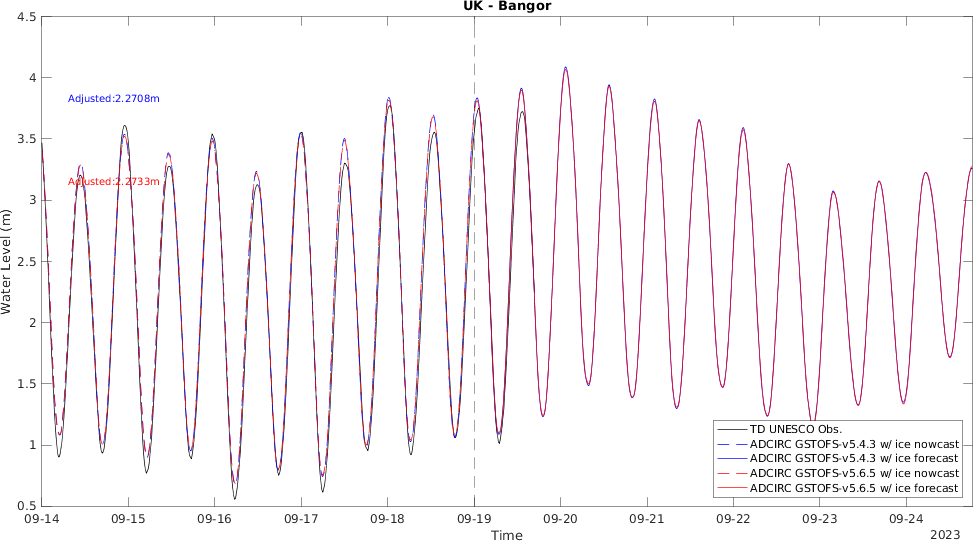 UK - Bangor
4.5
4
3.5
3
2.5
2
1.5
1
0.5
Water Level (m)
Adjusted:2.2708m
Adjusted:2.2733m
TD UNESCO Obs.
ADCIRC GSTOFS-v5.4.3 w/ ice nowcast
ADCIRC GSTOFS-v5.4.3 w/ ice forecast
ADCIRC GSTOFS-v5.6.5 w/ ice nowcast
ADCIRC GSTOFS-v5.6.5 w/ ice forecast
09-14 09-15 09-16 09-17 09-18 09-19 09-20 09-21 09-22 09-23 09-24
Time
2023